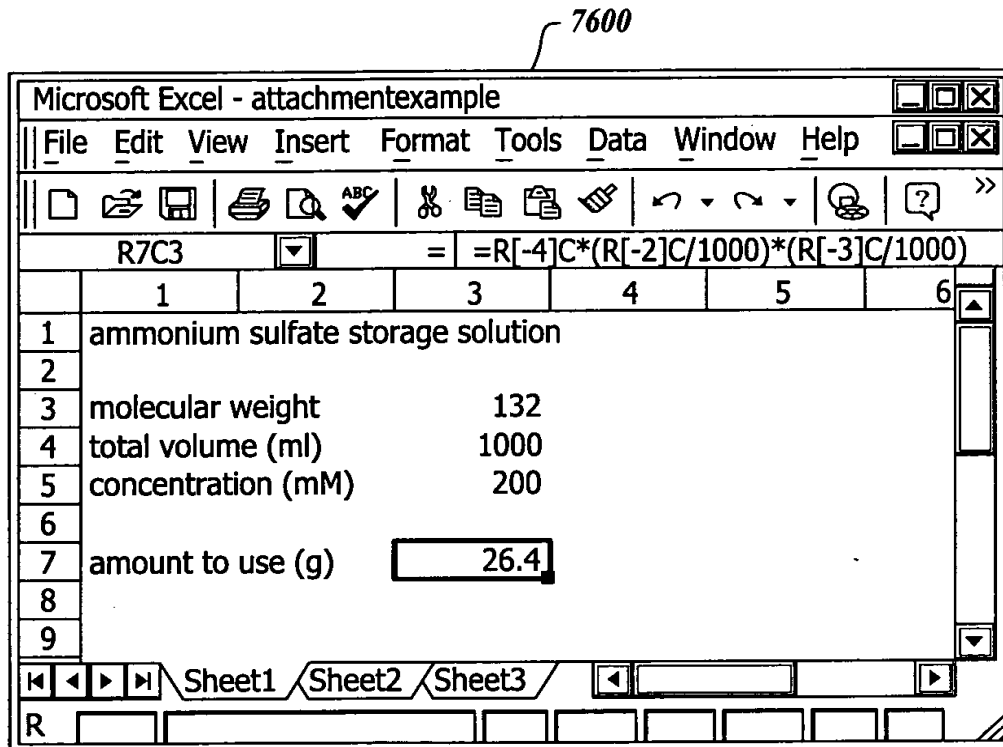 7600
Microsoft Excel - attachmentexample
File Edit View Insert Format Tools Data Window Help
ABC »
R7C3 = =R[-4]C*(R[-2]C/1000)*(R[-3]C/1000)
1 2 3 4 5 6
1 ammonium sulfate storage solution
2
3 molecular weight 132
4 total volume (ml) 1000
5 concentration (mM) 200
6
7 amount to use (g) 26.4
8
9
Sheet1 Sheet2 Sheet3
R